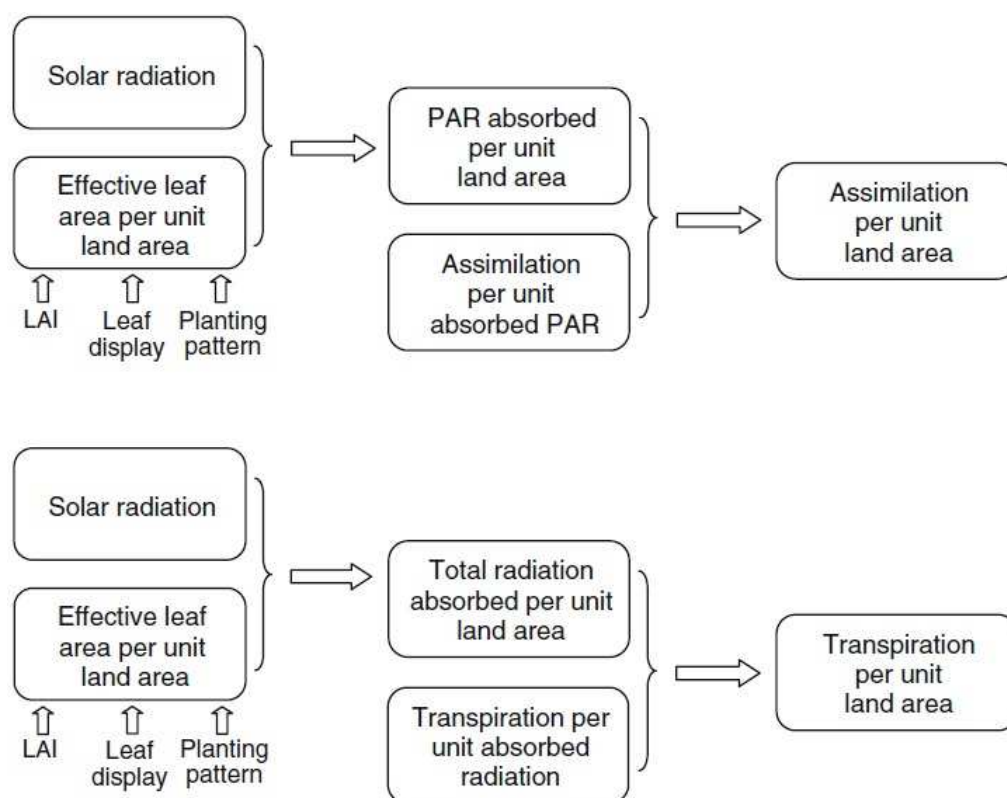 Solar radiation
Effective leaf
area per unit
land area
LAI
Leaf
display
Planting
pattern
PAR absorbed
per unit
land area
Assimilation
per unit
absorbed PAR
Assimilation
per unit
land area
Solar radiation
Effective leaf
area per unit
land area
LAI
Leaf
display
Planting
pattern
Total radiation
absorbed per unit
land area
Transpiration per
unit absorbed
radiation
Transpiration
per unit
land area